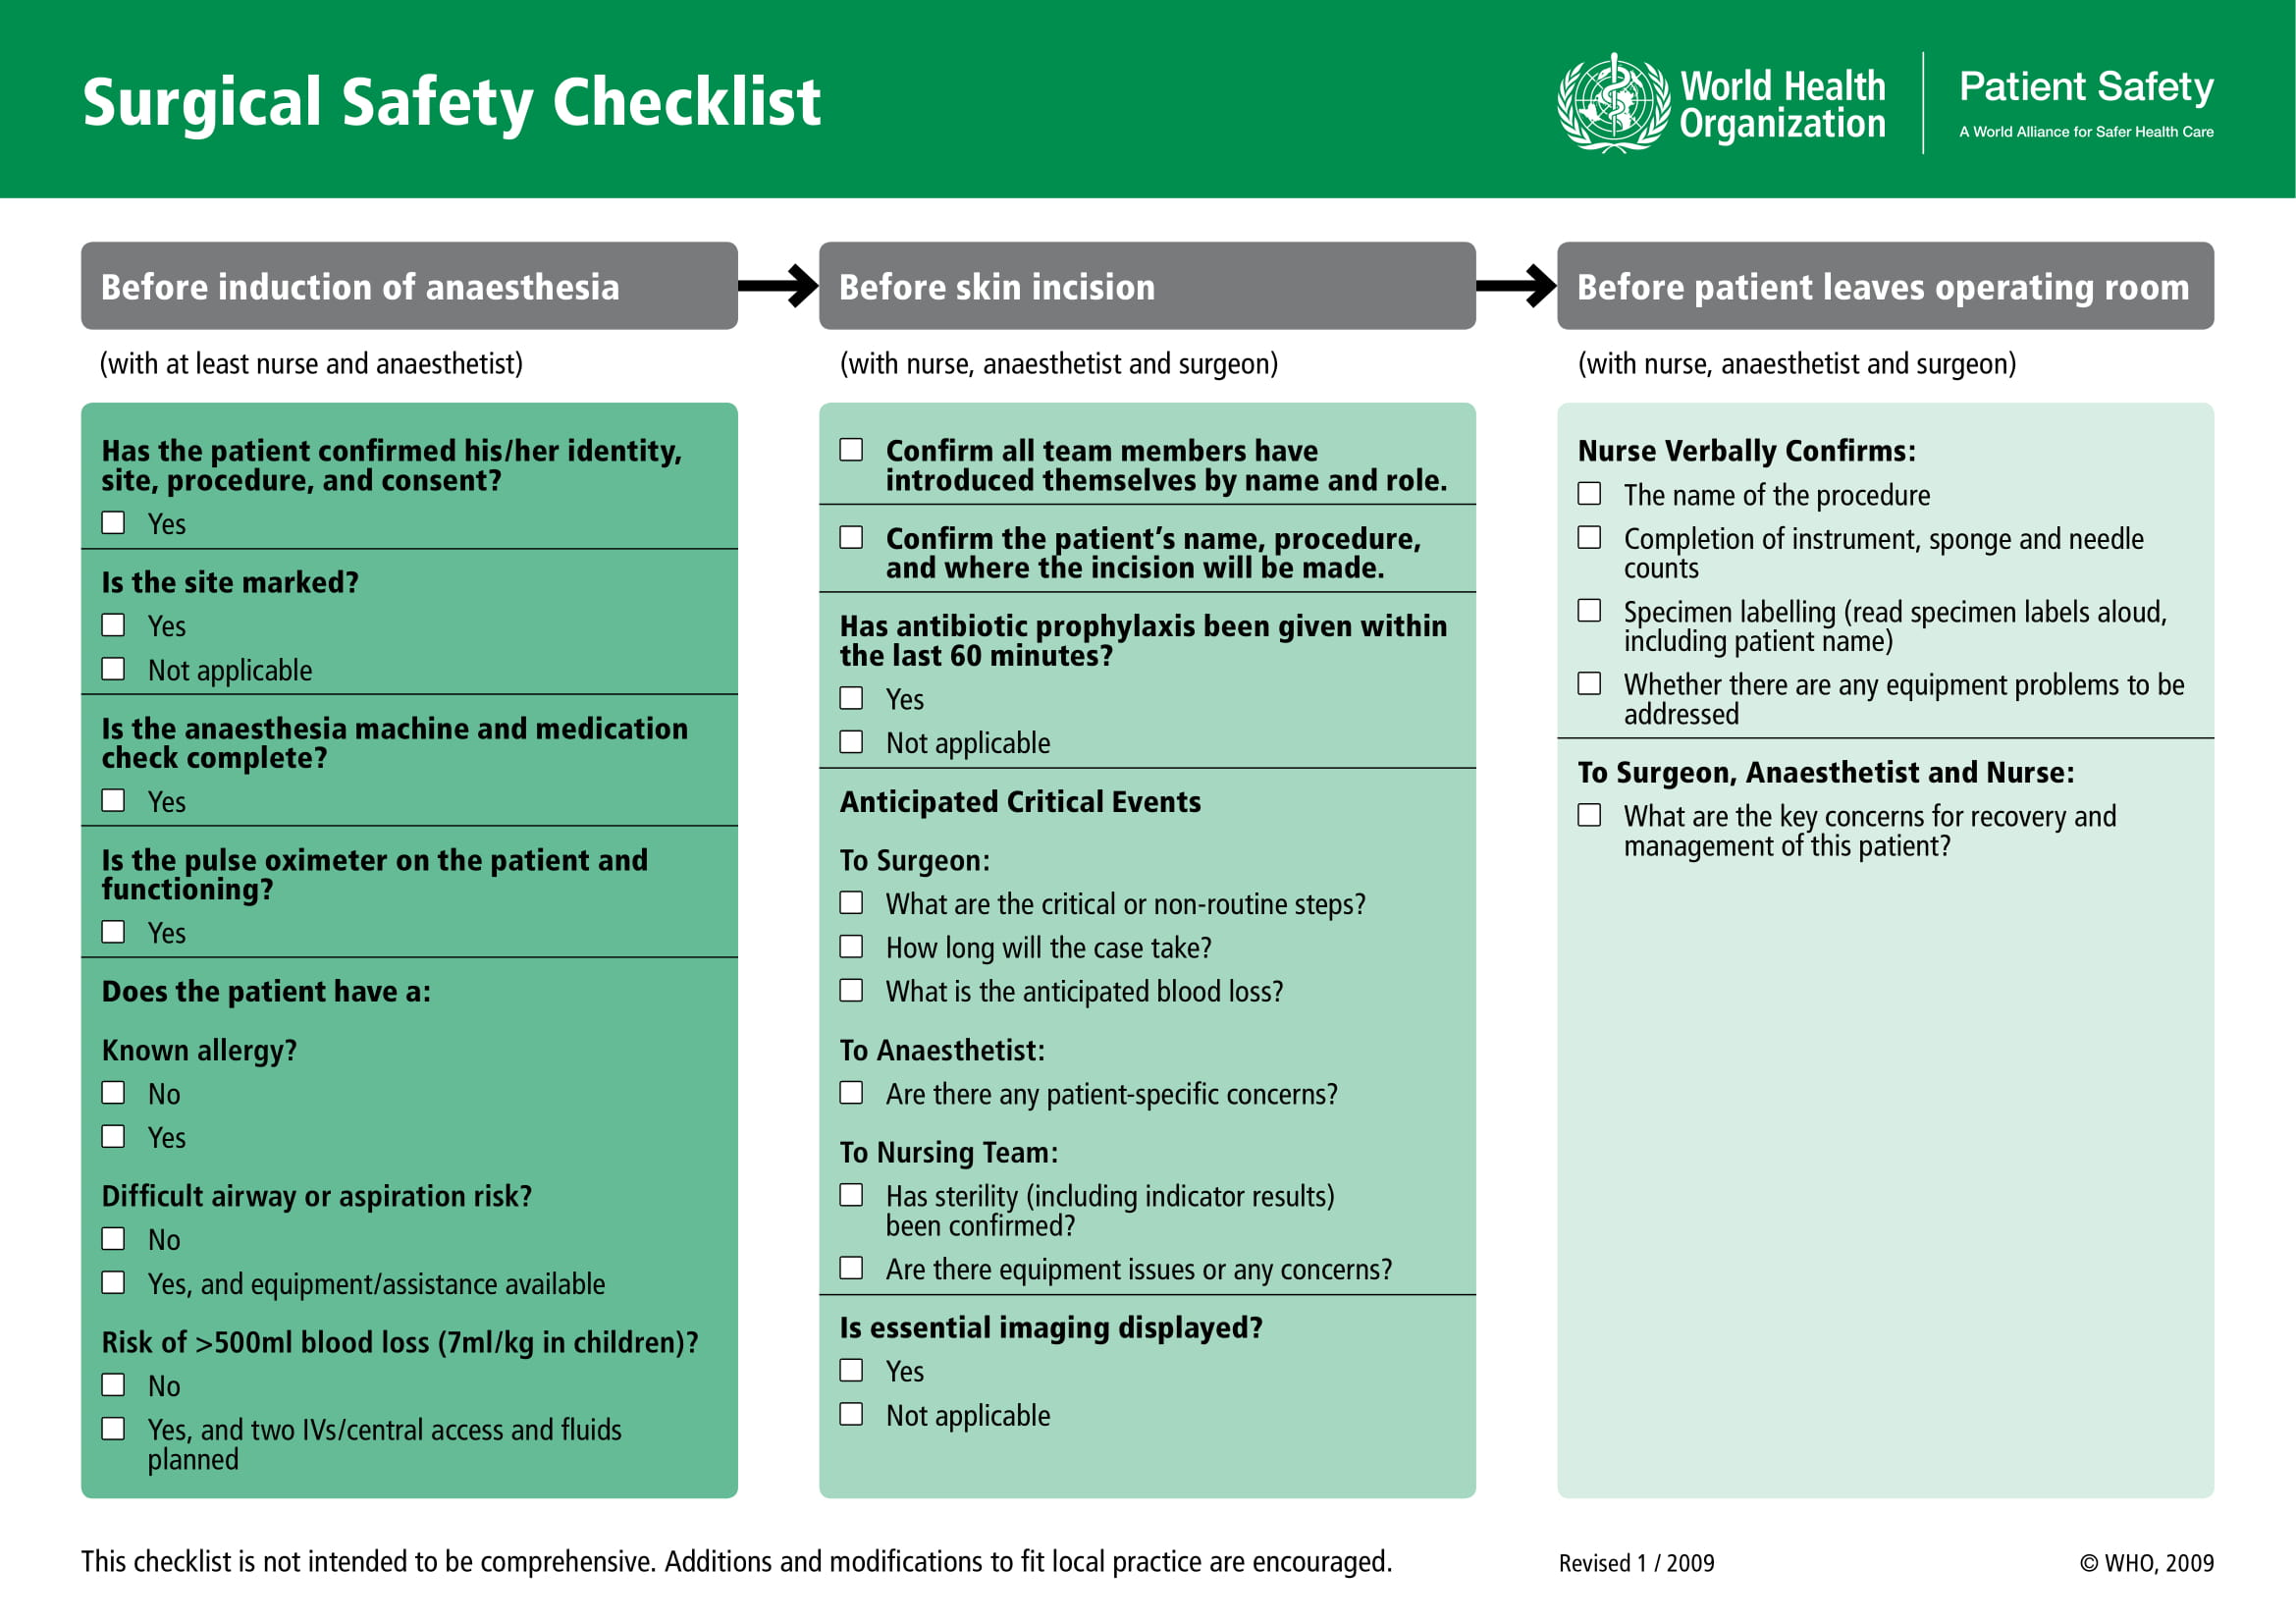 Surgical Safety Checklist
World Health
Organization
Patient Safety
A World Alliance for Safer Health Care
Before induction of anaesthesia
(with at least nurse and anaesthetist)
Has the patient confirmed his/her identity,
site, procedure, and consent?
Yes
Is the site marked?
Yes
Not applicable
Is the anaesthesia machine and medication
check complete?
Yes
Is the pulse oximeter on the patient and
functioning?
Yes
Does the patient have a:
Known allergy?
No
Yes
Difficult airway or aspiration risk?
No
Yes, and equipment/assistance available
Risk of >500ml blood loss (7ml/kg in children)?
No
Yes, and two IVs/central access and fluids
planned
Before skin incision
(with nurse, anaesthetist and surgeon)
Confirm all team members have
introduced themselves by name and role.
Confirm the patient’s name, procedure,
and where the incision will be made.
Has antibiotic prophylaxis been given within
the last 60 minutes?
Yes
Not applicable
Anticipated Critical Events
To Surgeon:
What are the critical or non-routine steps?
How long will the case take?
What is the anticipated blood loss?
To Anaesthetist:
Are there any patient-specific concerns?
To Nursing Team:
Has sterility (including indicator results)
been confirmed?
Are there equipment issues or any concerns?
Is essential imaging displayed?
Yes
Not applicable
Before patient leaves operating room
(with nurse, anaesthetist and surgeon)
Nurse Verbally Confirms:
The name of the procedure
Completion of instrument, sponge and needle
counts
Specimen labelling (read specimen labels aloud,
including patient name)
Whether there are any equipment problems to be
addressed
To Surgeon, Anaesthetist and Nurse:
What are the key concerns for recovery and
management of this patient?
This checklist is not intended to be comprehensive. Additions and modifications to fit local practice are encouraged.
Revised 1 / 2009
© WHO, 2009